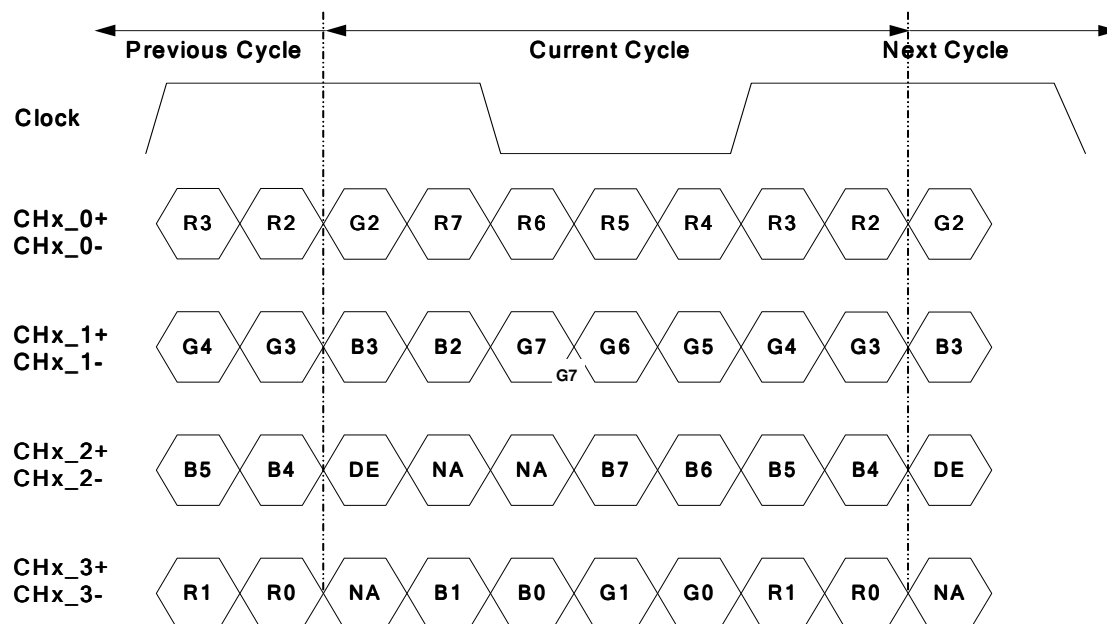 Previous Cycle Current Cycle Next Cycle
Clock
CHx_0+
CHx_0-
R3 R2 G2 R7 R6 R5 R4 R3 R2 G2
CHx_1+
CHx_1-
G4 G3 B3 B2 G7 G6 G5 G4 G3 B3
G7
CHx_2+
CHx_2-
B5 B4 DE NA NA B7 B6 B5 B4 DE
CHx_3+
CHx_3-
R1 R0 NA B1 B0 G1 G0 R1 R0 NA